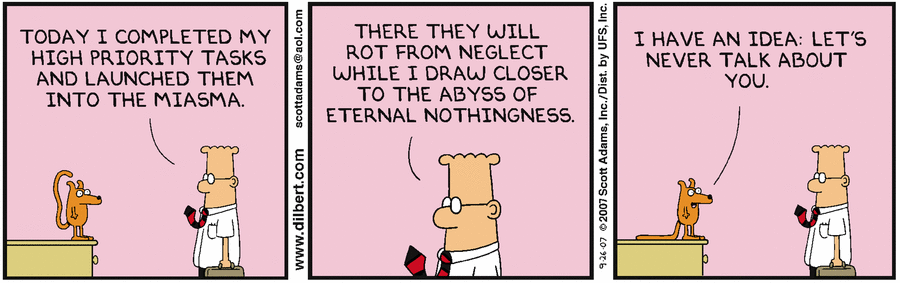 TODAY I COMPLETED MY
HIGH PRIORITY TASKS
AND LAUNCHED THEM
INTO THE MIASMA.
www.dilbert.com scottadams@aol.com
THERE THEY WILL
ROT FROM NEGLECT
WHILE I DRAW CLOSER
TO THE ABYSS OF
ETERNAL NOTHINGNESS.
9-26-07 ©2007 Scott Adams, Inc./Dist. by UFS, Inc.
I HAVE AN IDEA: LET'S
NEVER TALK ABOUT
YOU.